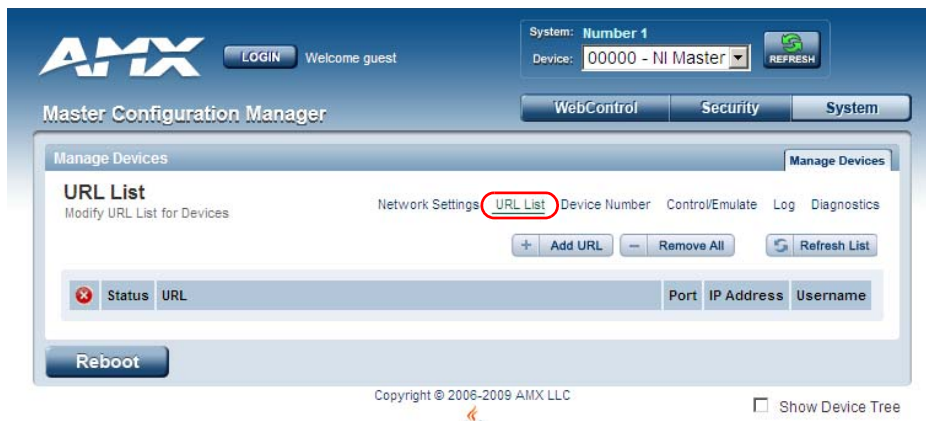 AMX
LOGIN Welcome guest
System: Number 1
Device: 00000 - NI Master
REFRESH
Master Configuration Manager
WebControl Security System
Manage Devices
Manage Devices
URL List
Modify URL List for Devices
Network Settings URL List Device Number Control/Emulate Log Diagnostics
+ Add URL – Remove All Refresh List
Status URL Port IP Address Username
Reboot
Copyright © 2006-2009 AMX LLC
Show Device Tree